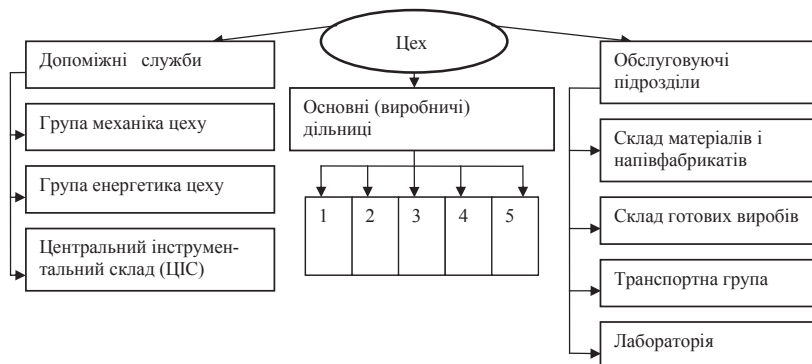 Цех
Допоміжні служби
Група механіка цеху
Група енергетика цеху
Центральний інструмен-
тальний склад (ЦІС)
Основні (виробничі)
дільниці
1 2 3 4 5
Обслуговуючі
підрозділи
Склад матеріалів і
напівфабрикатів
Склад готових виробів
Транспортна група
Лабораторія